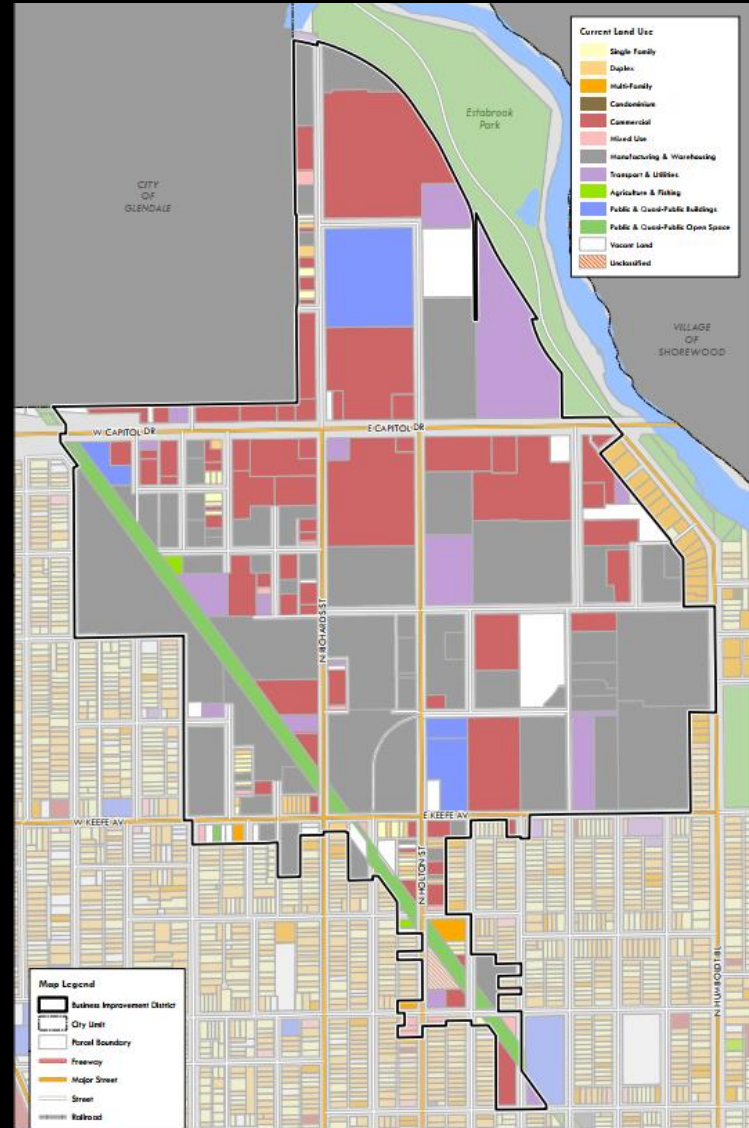 Current Land Use
Single Family
Duplex
Multi-Family
Condominium
Commercial
Mixed Use
Manufacturing & Warehousing
Transport & Utilities
Agriculture & Fishing
Public & Quasi-Public Buildings
Public & Quasi-Public Open Space
Vacant Land
Unclassified
Estabrook
Park
CITY
OF
GLENDALE
VILLAGE
OF
SHOREWOOD
W CAPITOL DR
E CAPITOL DR
N RICHARDS ST
W KEEFE AV
E KEEFE AV
N HOLTON ST
N HUMBOLDT BL
Map Legend
Business Improvement District
City Limit
Parcel Boundary
Freeway
Major Street
Street
Railroad